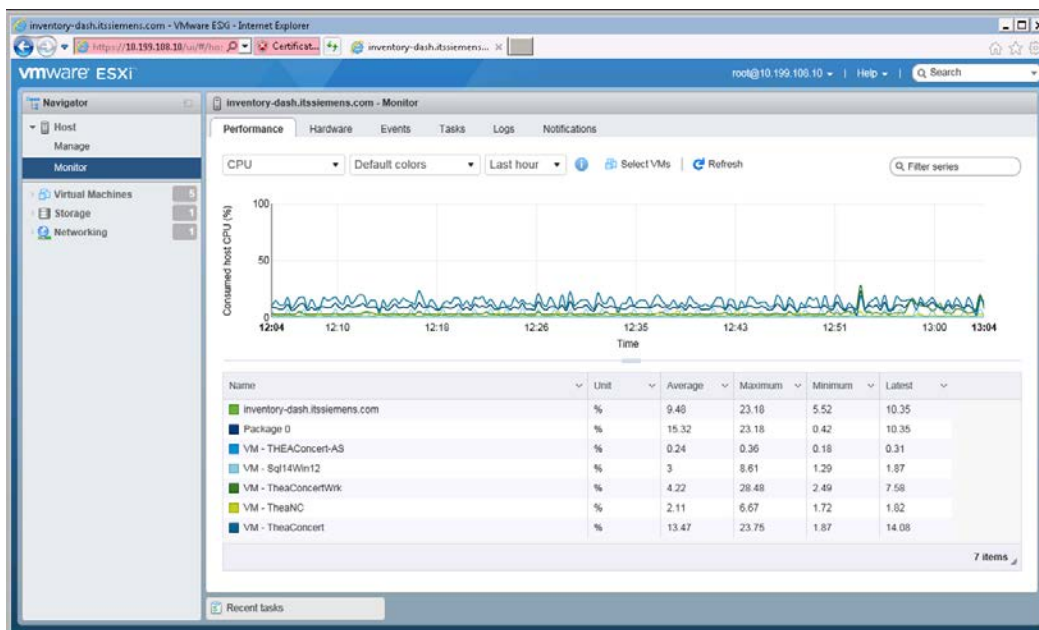 inventory-dash.itssiemens.com - VMware ESXi - Internet Explorer
https://10.199.108.10/ui/#/ho: Certificat... inventory-dash.itssiemens... ×
vmware ESXi root@10.199.108.10 | Help | Search
Navigator
inventory-dash.itssiemens.com - Monitor
Host
Manage
Monitor
Virtual Machines 5
Storage 1
Networking 1
Performance Hardware Events Tasks Logs Notifications
CPU Default colors Last hour Select VMs | Refresh Filter series
Consumed host CPU (%)
100
50
0
12:04 12:10 12:18 12:26 12:35 12:43 12:51 13:00 13:04
Time
Name Unit Average Maximum Minimum Latest
inventory-dash.itssiemens.com % 9.48 23.18 5.52 10.35
Package 0 % 15.32 23.18 0.42 10.35
VM - THEAConcert-AS % 0.24 0.36 0.18 0.31
VM - Sql14Win12 % 3 8.61 1.29 1.87
VM - TheaConcertWrk % 4.22 28.48 2.49 7.58
VM - TheaNC % 2.11 6.67 1.72 1.82
VM - TheaConcert % 13.47 23.75 1.87 14.08
7 items
Recent tasks